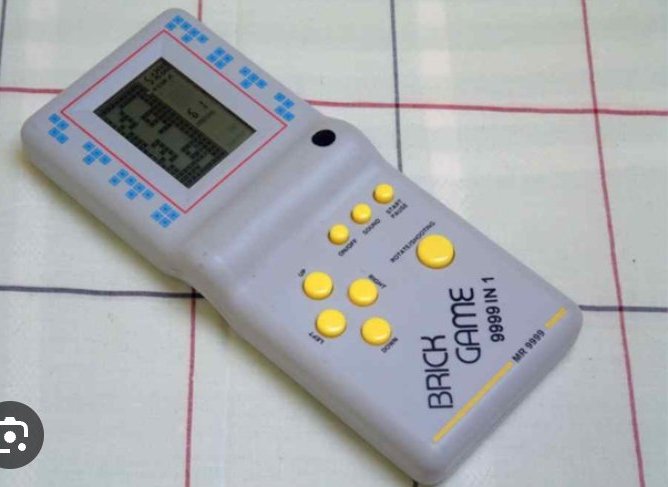 START
PAUSE
SOUND
ON/OFF
ROTATE/SHOOTING
UP
RIGHT
LEFT
DOWN
BRICK
GAME
9999 IN 1
MR 9999